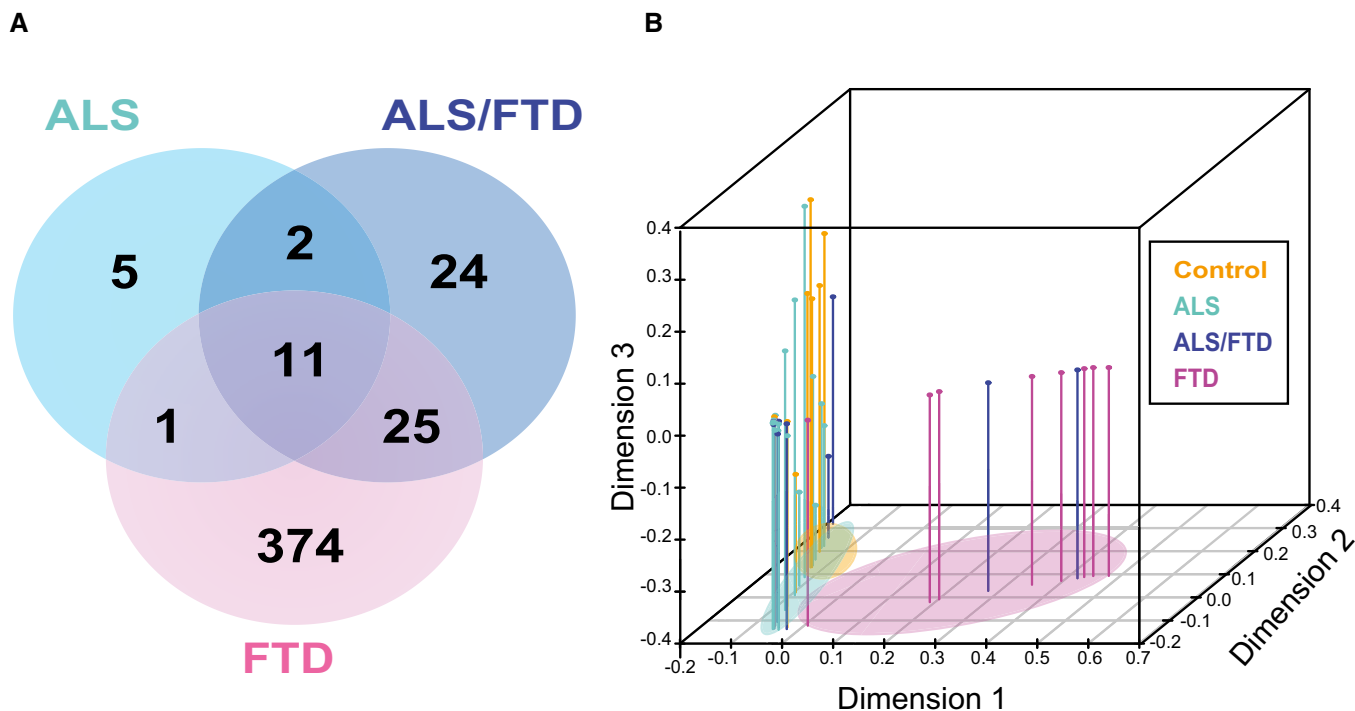 A
B
ALS
ALS/FTD
5
2
24
11
1
25
374
FTD
Control
ALS
ALS/FTD
FTD
Dimension 3
0.4
0.3
0.2
0.1
0.0
-0.1
-0.2
-0.3
-0.4
-0.2
-0.1
0.0
0.1
0.2
0.3
0.4
0.5
0.6
0.7
Dimension 1
-0.2
-0.1
0.0
0.1
0.2
0.3
0.4
Dimension 2